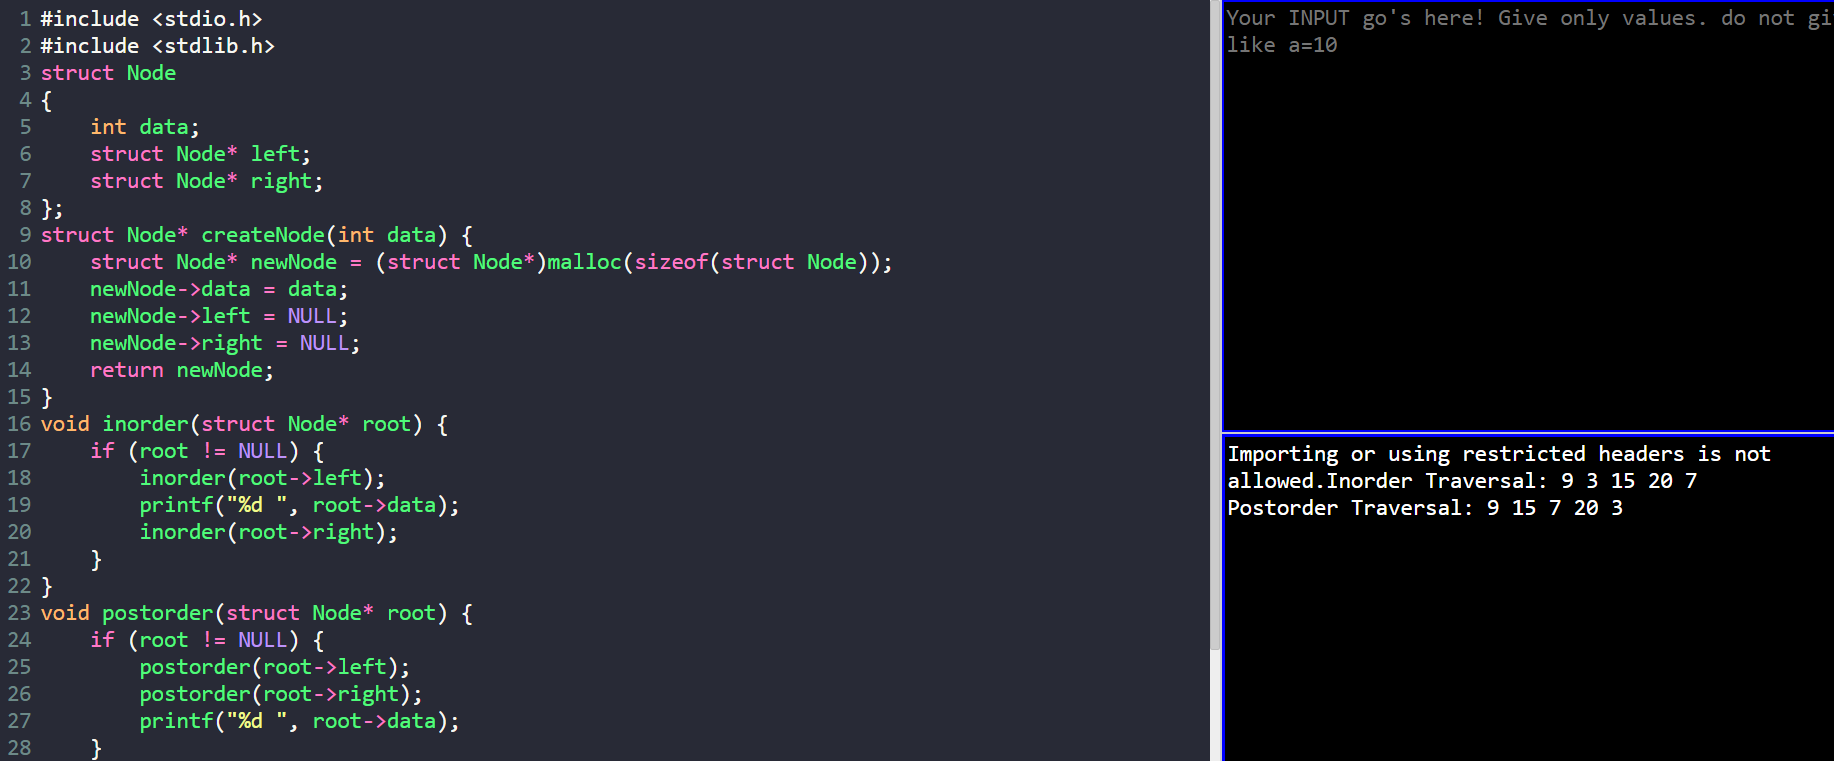 1 #include <stdio.h>
2 #include <stdlib.h>
3 struct Node
4 {
5     int data;
6     struct Node* left;
7     struct Node* right;
8 };
9 struct Node* createNode(int data) {
10     struct Node* newNode = (struct Node*)malloc(sizeof(struct Node));
11     newNode->data = data;
12     newNode->left = NULL;
13     newNode->right = NULL;
14     return newNode;
15 }
16 void inorder(struct Node* root) {
17     if (root != NULL) {
18         inorder(root->left);
19         printf("%d ", root->data);
20         inorder(root->right);
21     }
22 }
23 void postorder(struct Node* root) {
24     if (root != NULL) {
25         postorder(root->left);
26         postorder(root->right);
27         printf("%d ", root->data);
28     }
Your INPUT go's here! Give only values. do not gi
like a=10
Importing or using restricted headers is not
allowed.Inorder Traversal: 9 3 15 20 7
Postorder Traversal: 9 15 7 20 3